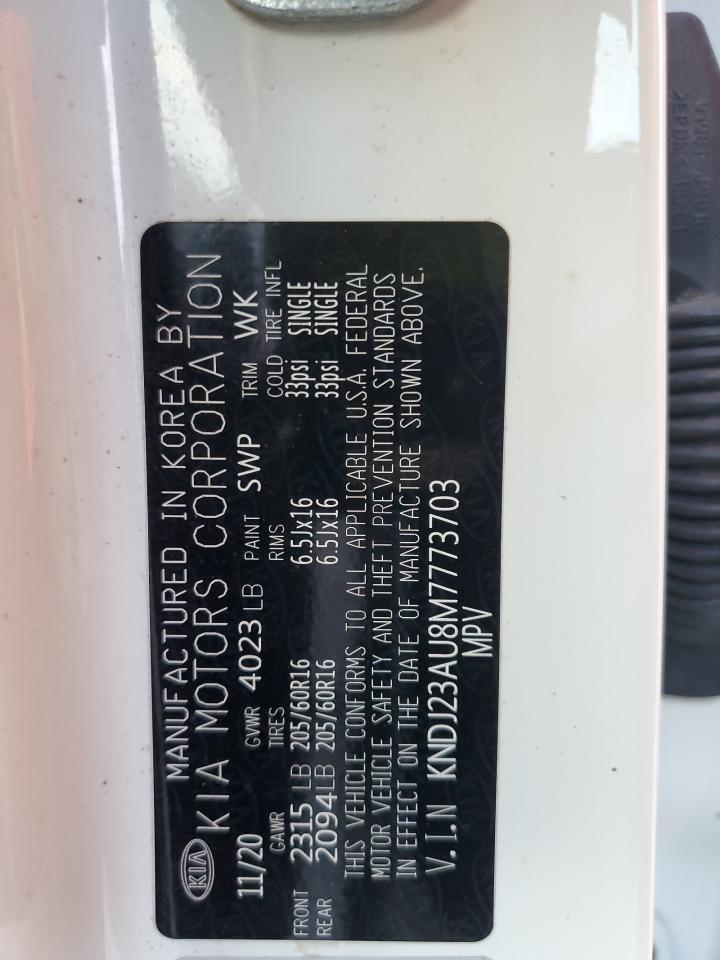 MANUFACTURED IN KOREA BY
KIA KIA MOTORS CORPORATION
11/20 GVWR 4023 LB PAINT SWP TRIM WK
GAWR TIRES RIMS COLD TIRE INFL
FRONT 2315 LB 205/60R16 6.5Jx16 33psi SINGLE
REAR 2094 LB 205/60R16 6.5Jx16 33psi SINGLE
THIS VEHICLE CONFORMS TO ALL APPLICABLE U.S.A. FEDERAL
MOTOR VEHICLE SAFETY AND THEFT PREVENTION STANDARDS
IN EFFECT ON THE DATE OF MANUFACTURE SHOWN ABOVE.
V.I.N KNDJ23AU8M7773703
MPV